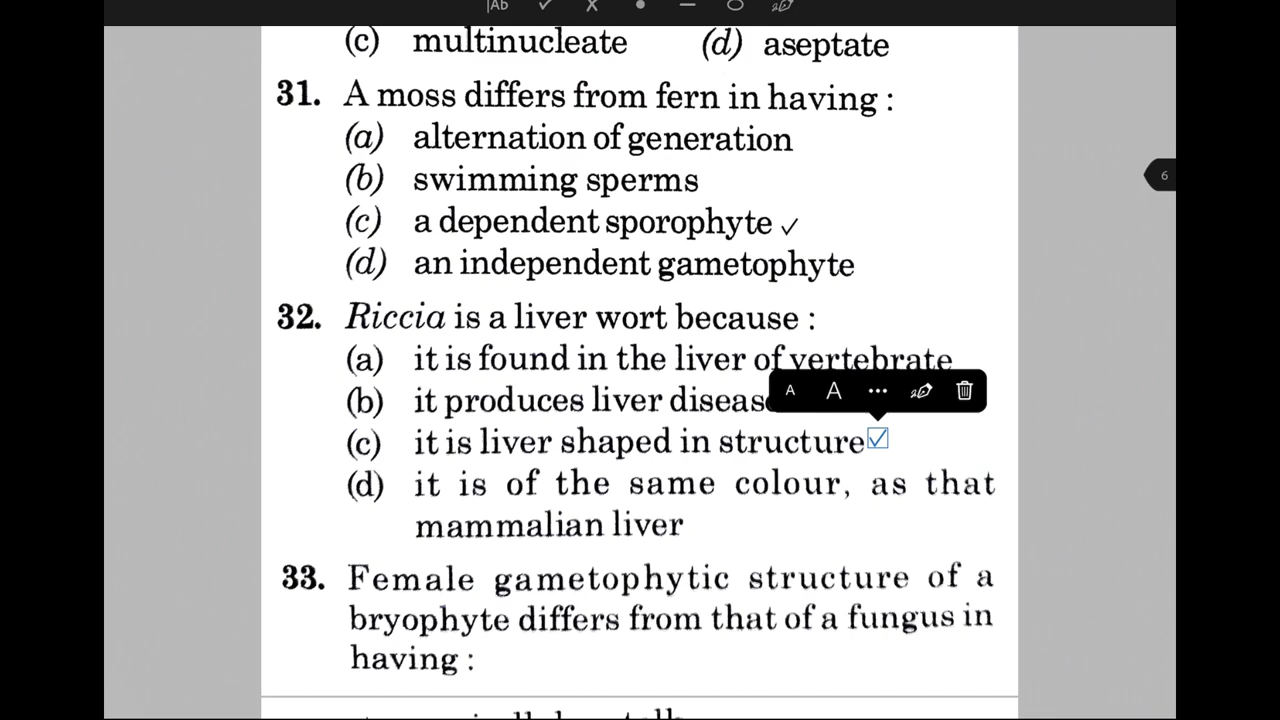 |Ab
(c) multinucleate (d) aseptate
31. A moss differs from fern in having :
(a) alternation of generation
(b) swimming sperms
(c) a dependent sporophyte ✓
(d) an independent gametophyte
6
32. Riccia is a liver wort because :
(a) it is found in the liver of vertebrate
A A ...
(b) it produces liver diseas
(c) it is liver shaped in structure ✓
(d) it is of the same colour, as that
mammalian liver
33. Female gametophytic structure of a
bryophyte differs from that of a fungus in
having :